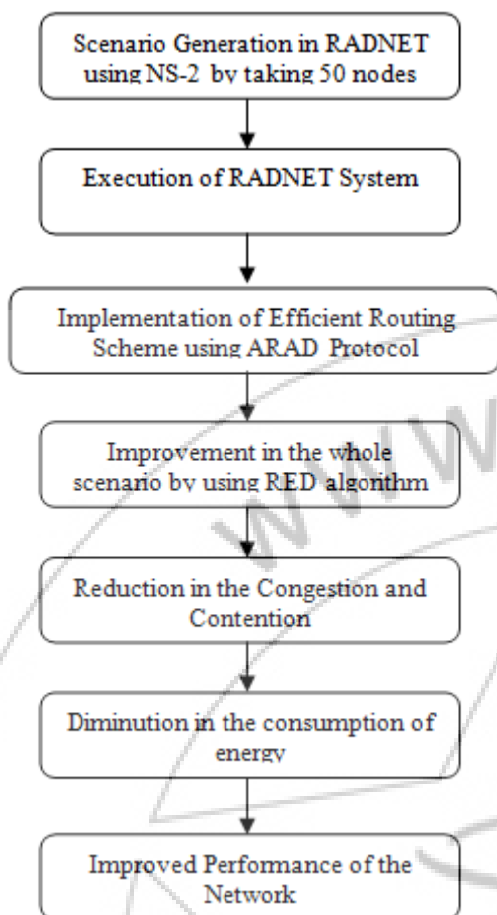 Scenario Generation in RADNET
using NS-2 by taking 50 nodes
Execution of RADNET System
Implementation of Efficient Routing
Scheme using ARAD Protocol
Improvement in the whole
scenario by using RED algorithm
Reduction in the Congestion and
Contention
Diminution in the consumption of
energy
Improved Performance of the
Network
www